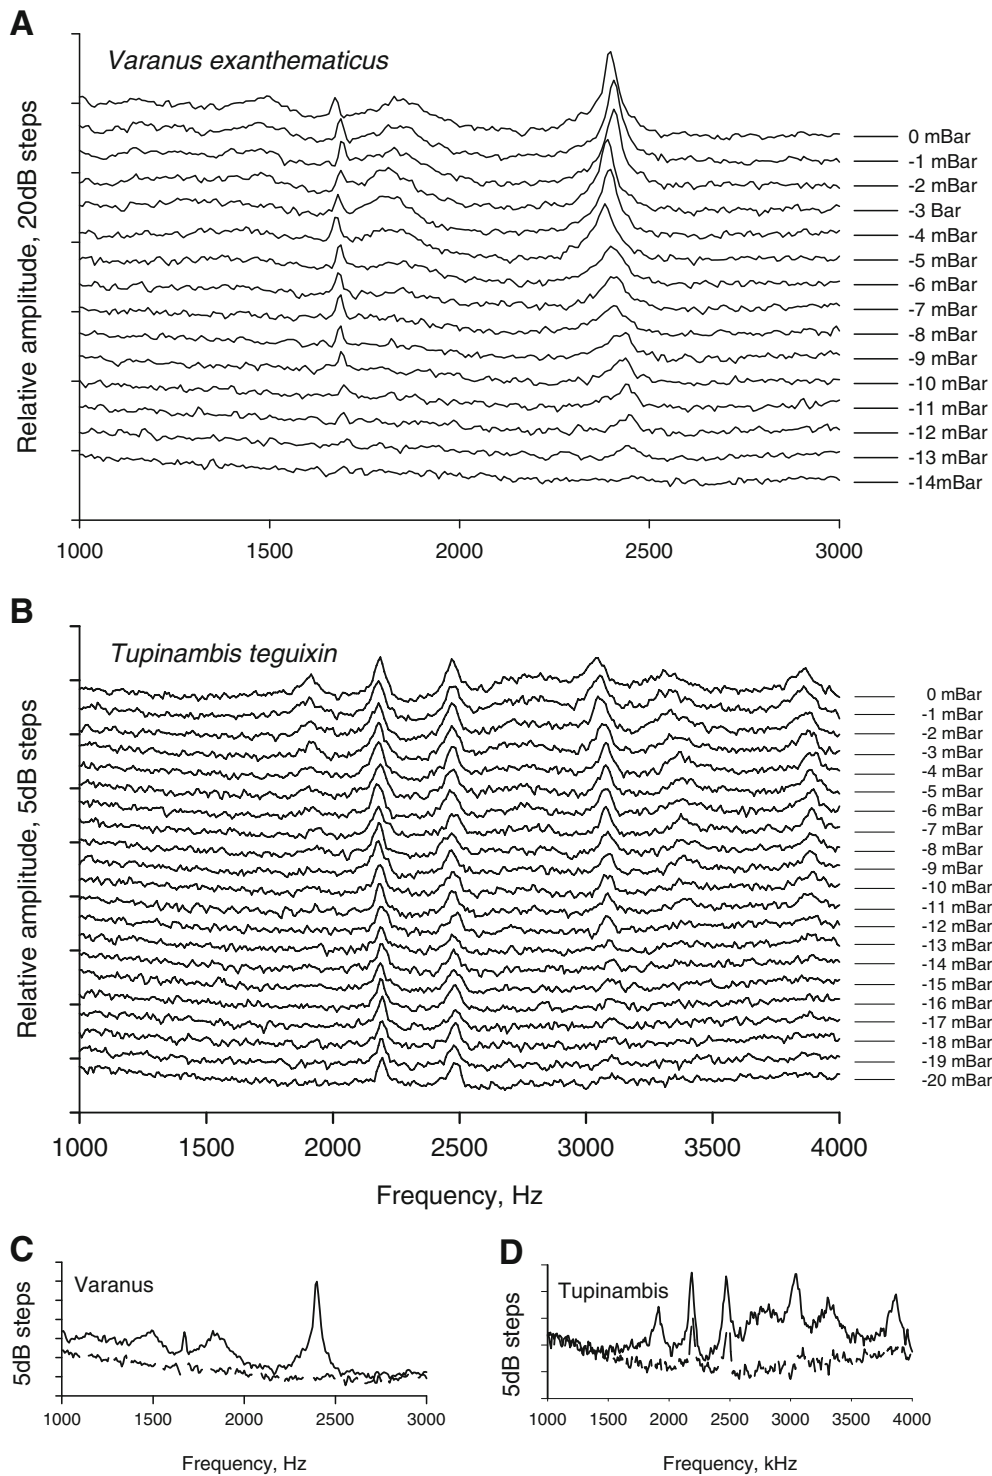 A
Varanus exanthematicus
Relative amplitude, 20dB steps
0 mBar
-1 mBar
-2 mBar
-3 Bar
-4 mBar
-5 mBar
-6 mBar
-7 mBar
-8 mBar
-9 mBar
-10 mBar
-11 mBar
-12 mBar
-13 mBar
-14mBar
1000 1500 2000 2500 3000
B
Tupinambis teguixin
Relative amplitude, 5dB steps
0 mBar
-1 mBar
-2 mBar
-3 mBar
-4 mBar
-5 mBar
-6 mBar
-7 mBar
-8 mBar
-9 mBar
-10 mBar
-11 mBar
-12 mBar
-13 mBar
-14 mBar
-15 mBar
-16 mBar
-17 mBar
-18 mBar
-19 mBar
-20 mBar
1000 1500 2000 2500 3000 3500 4000
Frequency, Hz
C
Varanus
5dB steps
1000 1500 2000 2500 3000
Frequency, Hz
D
Tupinambis
5dB steps
1000 1500 2000 2500 3000 3500 4000
Frequency, kHz